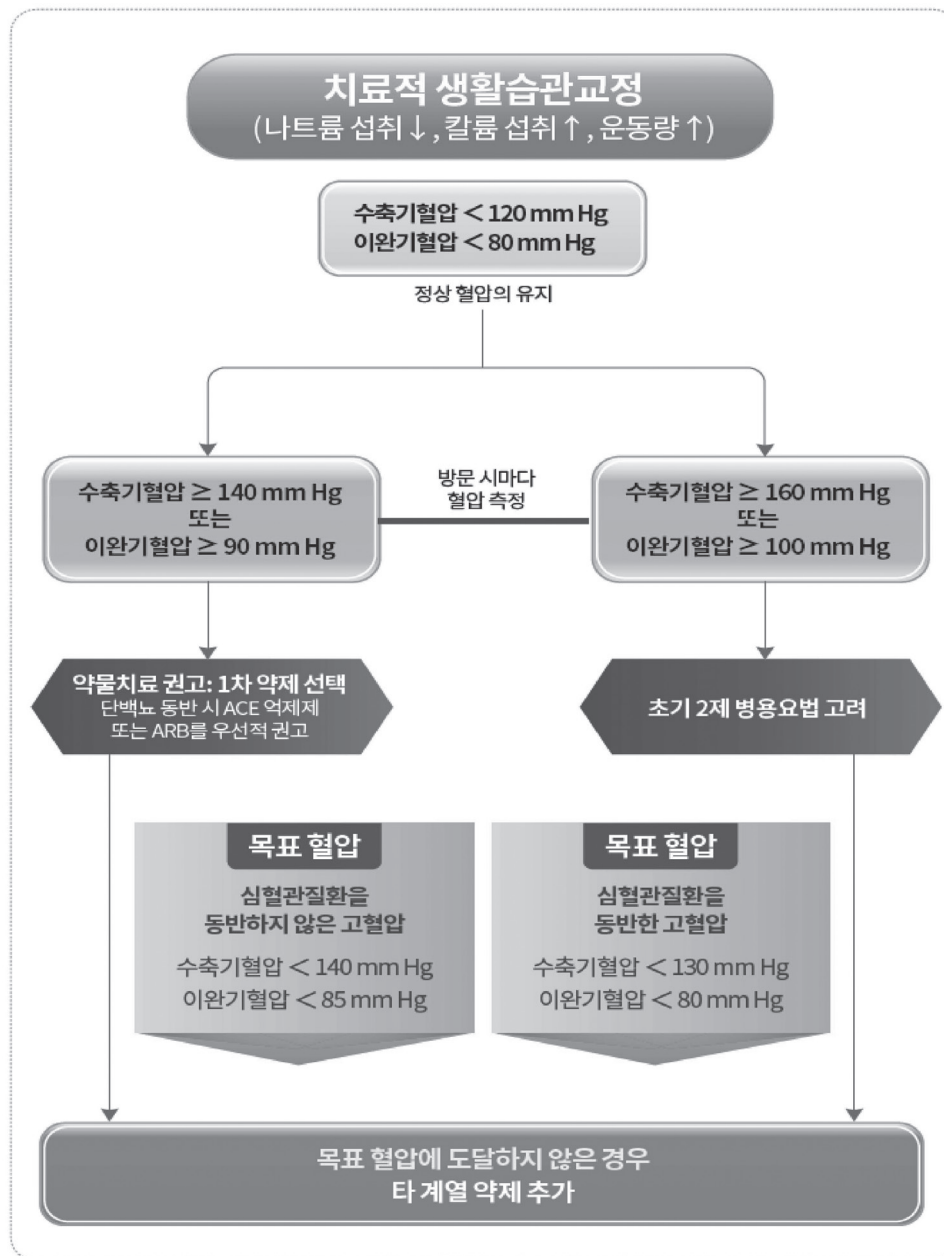 치료적 생활습관교정
(나트륨 섭취 ↓, 칼륨 섭취 ↑, 운동량 ↑)
수축기혈압 < 120 mm Hg
이완기혈압 < 80 mm Hg
정상 혈압의 유지
수축기혈압 ≥ 140 mm Hg
또는
이완기혈압 ≥ 90 mm Hg
방문 시마다
혈압 측정
수축기혈압 ≥ 160 mm Hg
또는
이완기혈압 ≥ 100 mm Hg
약물치료 권고: 1차 약제 선택
단백뇨 동반 시 ACE 억제제
또는 ARB를 우선적 권고
초기 2제 병용요법 고려
목표 혈압
심혈관질환을
동반하지 않은 고혈압
수축기혈압 < 140 mm Hg
이완기혈압 < 85 mm Hg
목표 혈압
심혈관질환을
동반한 고혈압
수축기혈압 < 130 mm Hg
이완기혈압 < 80 mm Hg
목표 혈압에 도달하지 않은 경우
타 계열 약제 추가